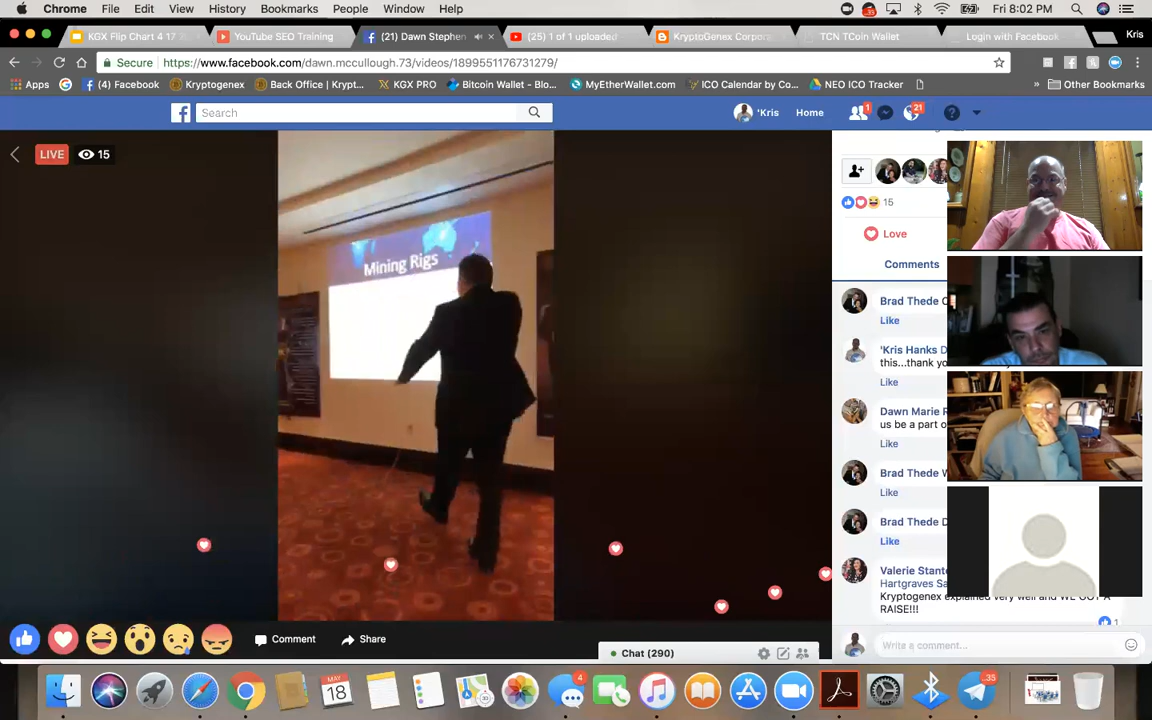 Chrome File Edit View History Bookmarks People Window Help
35
Fri 8:02 PM
KGX Flip Chart 4 17
YouTube SEO Training
(21) Dawn Stephen
(25) 1 of 1 uploaded
KryptoGenex Corpora
TCN TCoin Wallet
Login with Facebook
Kris
Secure https://www.facebook.com/dawn.mccullough.73/videos/1899551176731279/
Apps
(4) Facebook
Kryptogenex
Back Office | Krypt...
KGX PRO
Bitcoin Wallet - Blo...
MyEtherWallet.com
ICO Calendar by Co...
NEO ICO Tracker
» Other Bookmarks
Search
'Kris
Home
1
21
LIVE
15
Mining Rigs
15
Love
Comments
Brad Thede
Like
'Kris Hanks
this...thank
Like
Dawn Marie
us be a part
Like
Brad Thede
Like
Brad Thede
Like
Valerie
Hartgraves
Kryptogenex explained very well and WE GOT A
RAISE!!!
1
Write a comment...
Comment
Share
Chat (290)
MAY
18
4
35